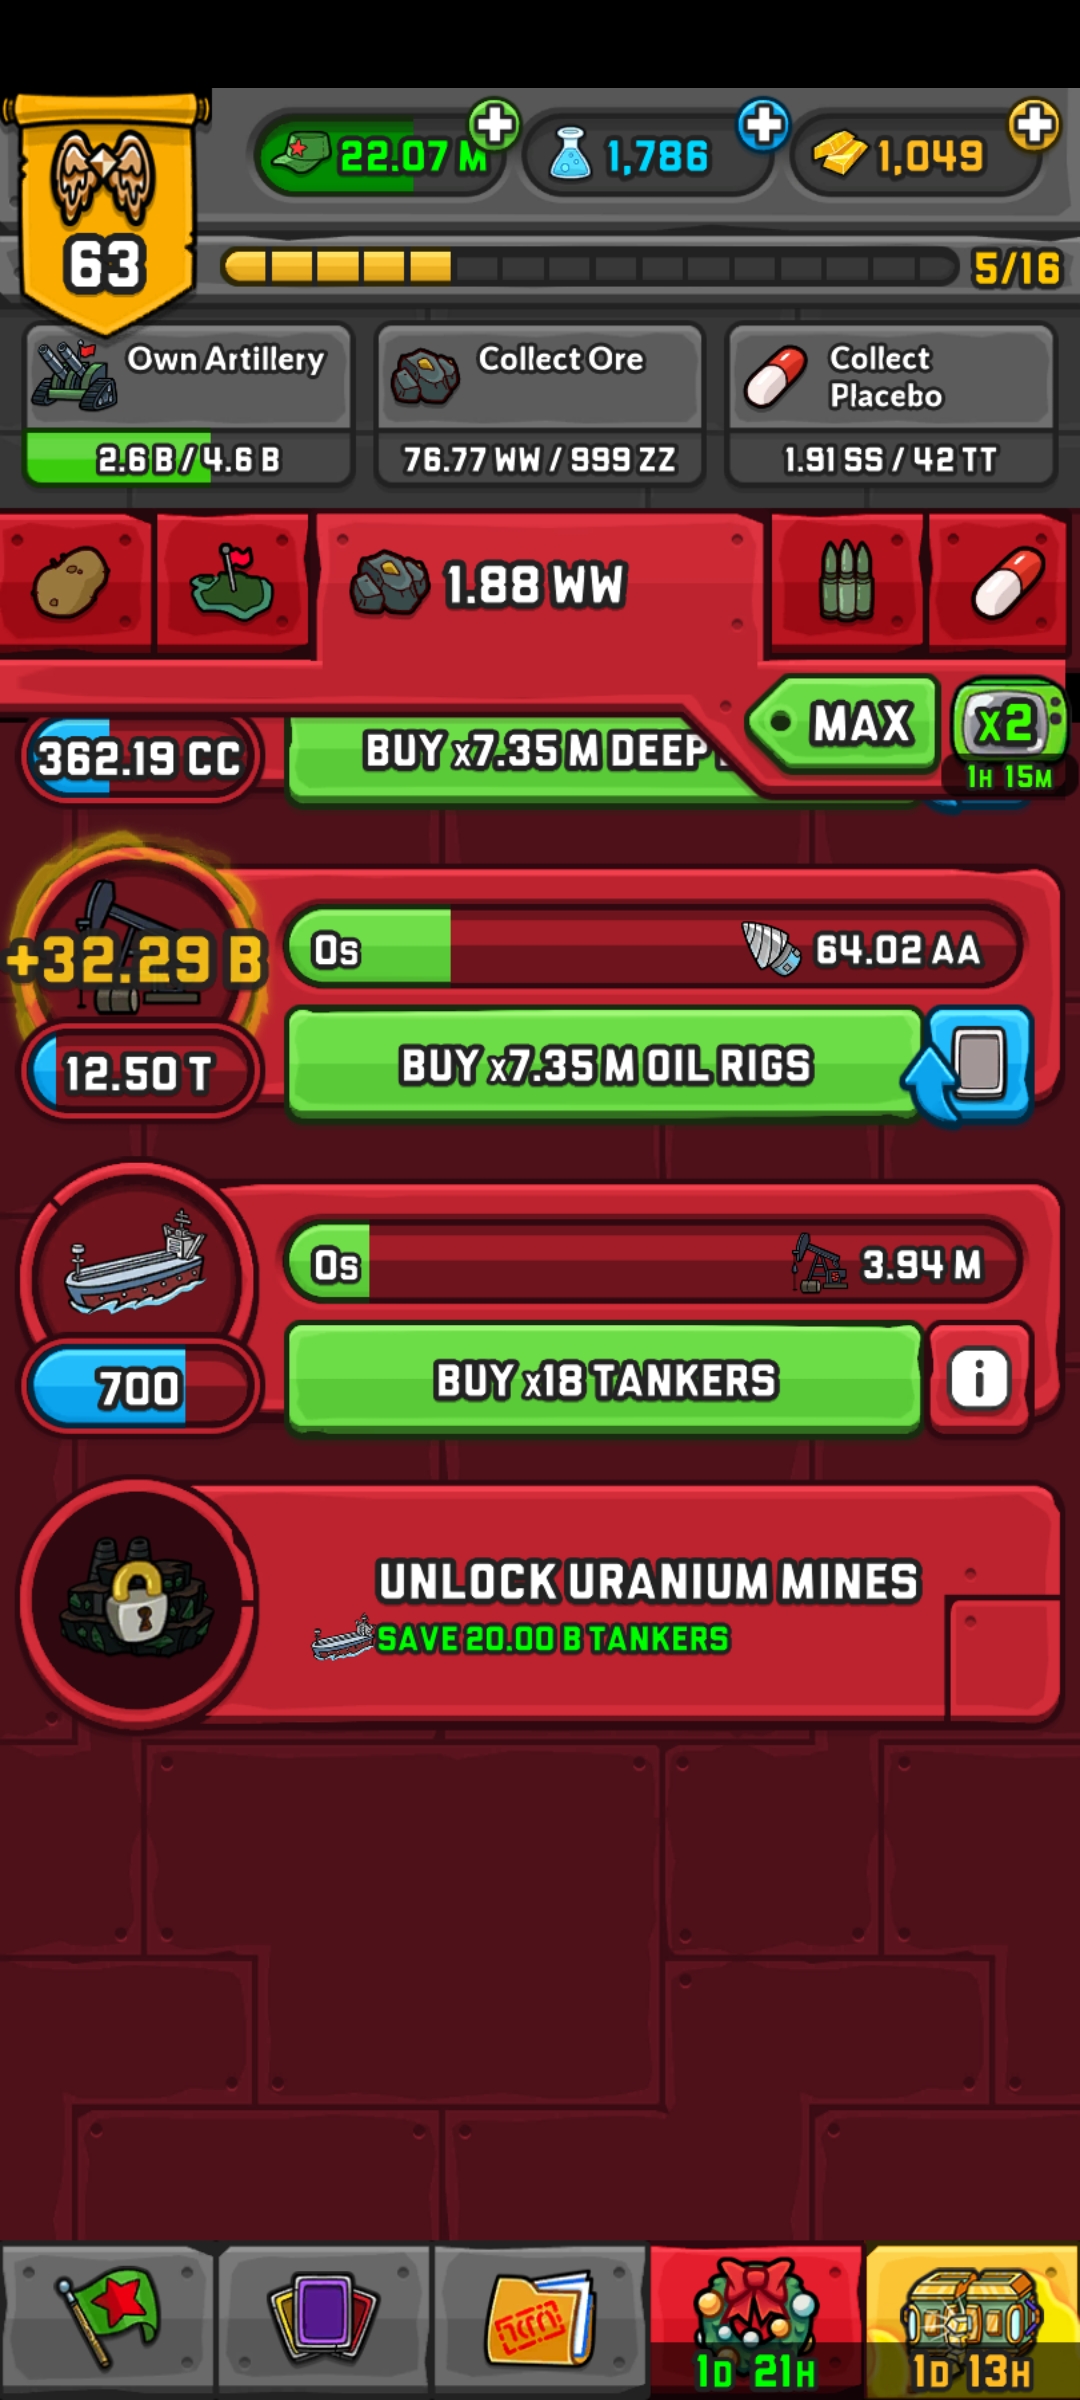 22.07 M
1,786
1,049
63
5/16
Own Artillery
2.6 B / 4.6 B
Collect Ore
76.77 WW / 999 ZZ
Collect
Placebo
1.91 SS / 42 TT
1.88 WW
MAX
X2
1H 15M
362.19 CC
BUY x7.35 M DEEP
+32.29 B
0s
64.02 AA
12.50 T
BUY x7.35 M OIL RIGS
0s
3.94 M
700
BUY x18 TANKERS
i
UNLOCK URANIUM MINES
SAVE 20.00 B TANKERS
1D 21H
1D 13H